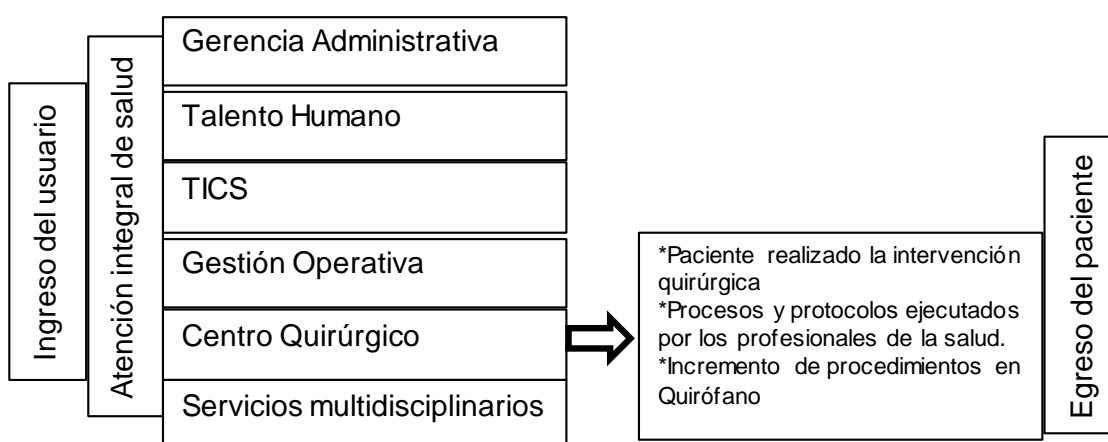 Ingreso del usuario
Atención integral de salud
Gerencia Administrativa
Talento Humano
TICS
Gestión Operativa
Centro Quirúrgico
Servicios multidisciplinarios
*Paciente realizado la intervención
quirúrgica
*Procesos y protocolos ejecutados
por los profesionales de la salud.
*Incremento de procedimientos en
Quirófano
Egreso del paciente